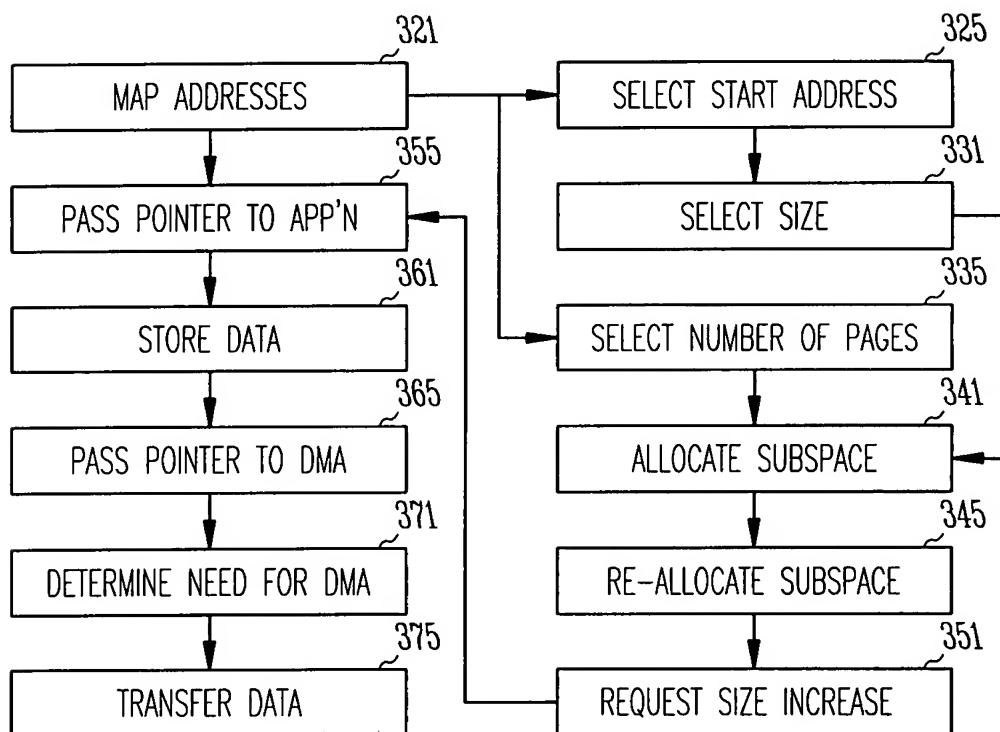 321
MAP ADDRESSES
355
PASS POINTER TO APP'N
361
STORE DATA
365
PASS POINTER TO DMA
371
DETERMINE NEED FOR DMA
375
TRANSFER DATA
325
SELECT START ADDRESS
331
SELECT SIZE
335
SELECT NUMBER OF PAGES
341
ALLOCATE SUBSPACE
345
RE-ALLOCATE SUBSPACE
351
REQUEST SIZE INCREASE